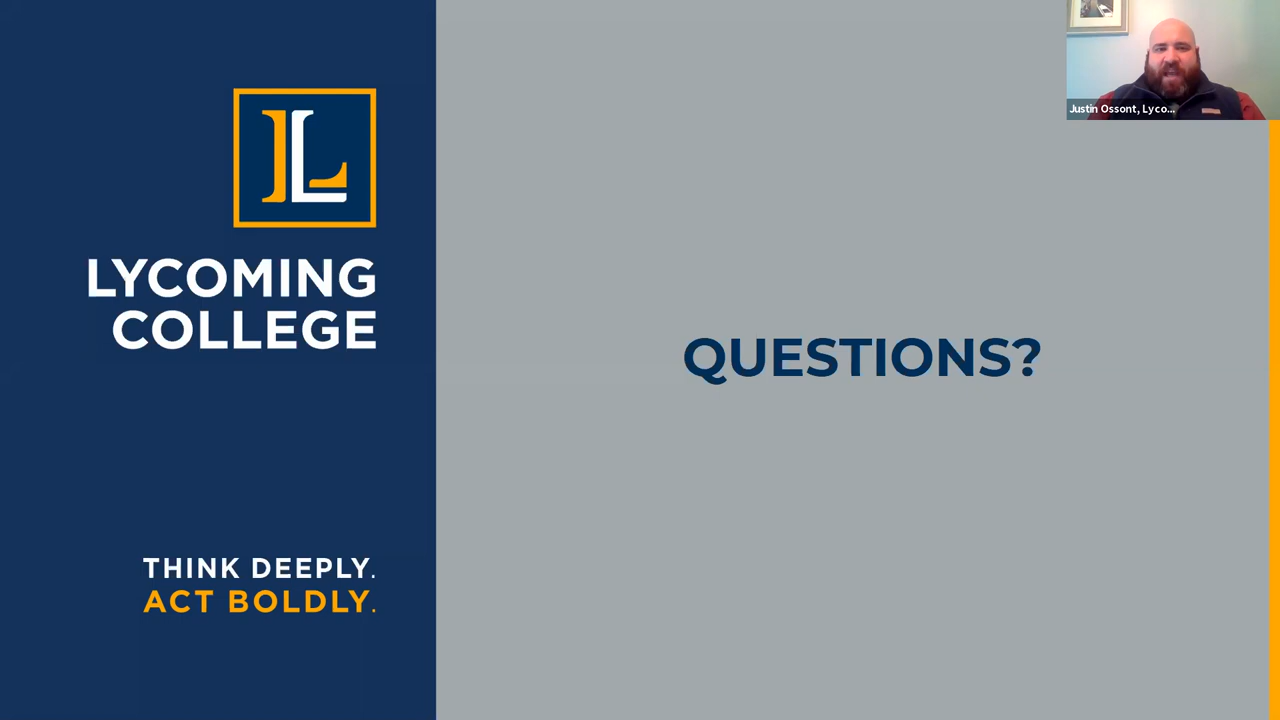 LYCOMING
COLLEGE
THINK DEEPLY.
ACT BOLDLY.
QUESTIONS?
Justin Ossont, Lyco...